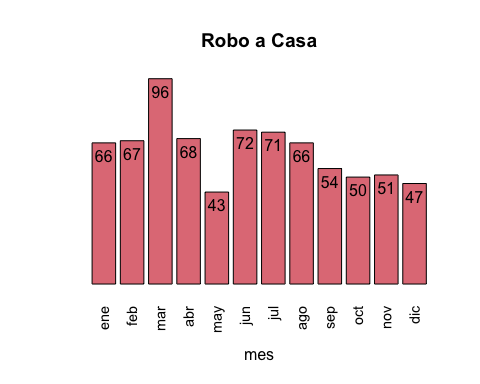 Robo a Casa
66 67 96 68 43 72 71 66 54 50 51 47
ene feb mar abr may jun jul ago sep oct nov dic
mes